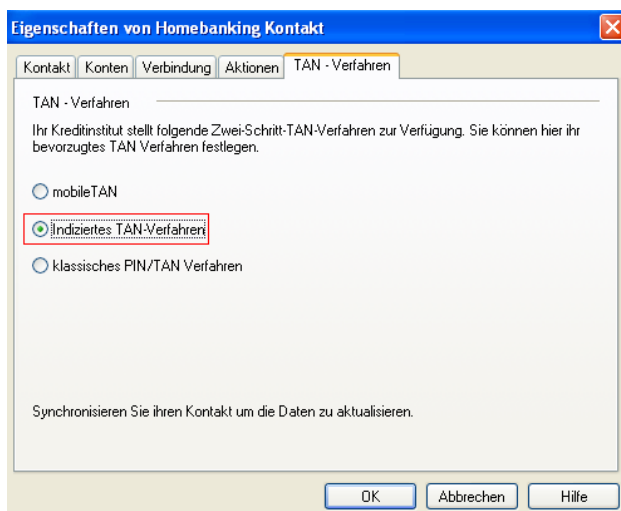 Eigenschaften von Homebanking Kontakt
Kontakt Konten Verbindung Aktionen TAN - Verfahren
TAN - Verfahren
Ihr Kreditinstitut stellt folgende Zwei-Schritt-TAN-Verfahren zur Verfügung. Sie können hier ihr
bevorzugtes TAN Verfahren festlegen.
mobileTAN
Indiziertes TAN-Verfahren
klassisches PIN/TAN Verfahren
Synchronisieren Sie ihren Kontakt um die Daten zu aktualisieren.
OK Abbrechen Hilfe